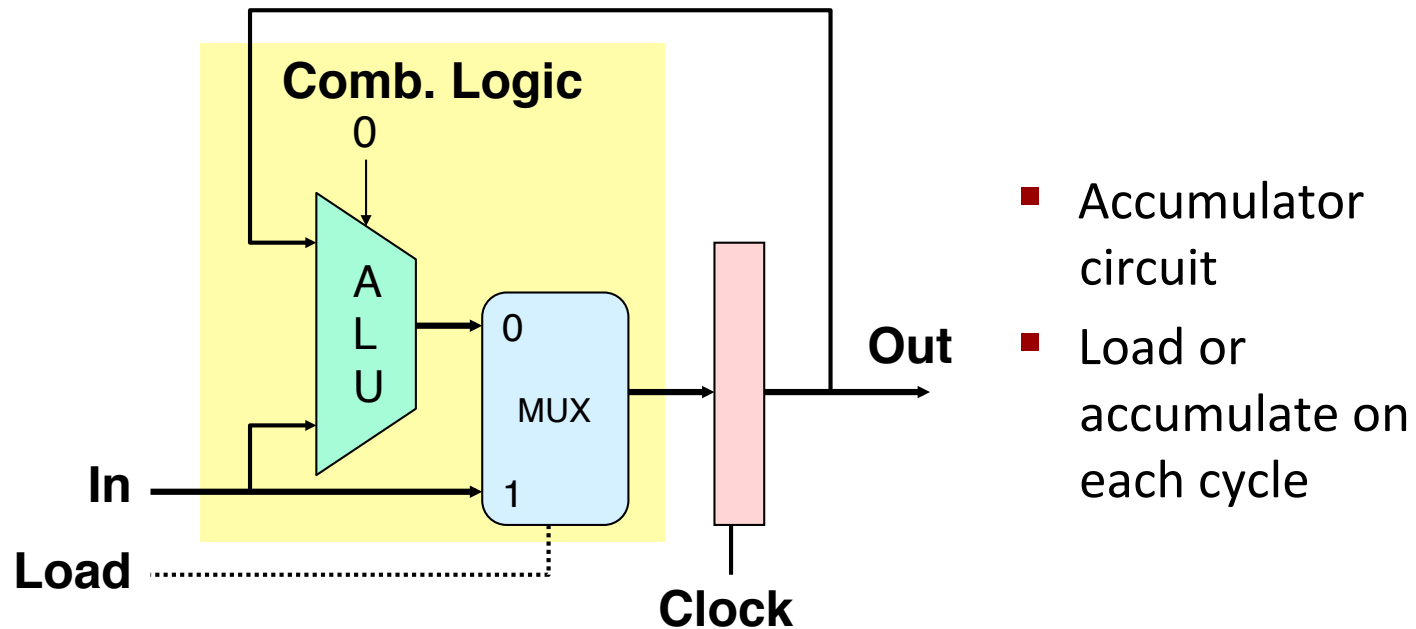 Comb. Logic
0
A
L
U
0
MUX
1
In
Load
Clock
Out
▪ Accumulator
circuit
▪ Load or
accumulate on
each cycle